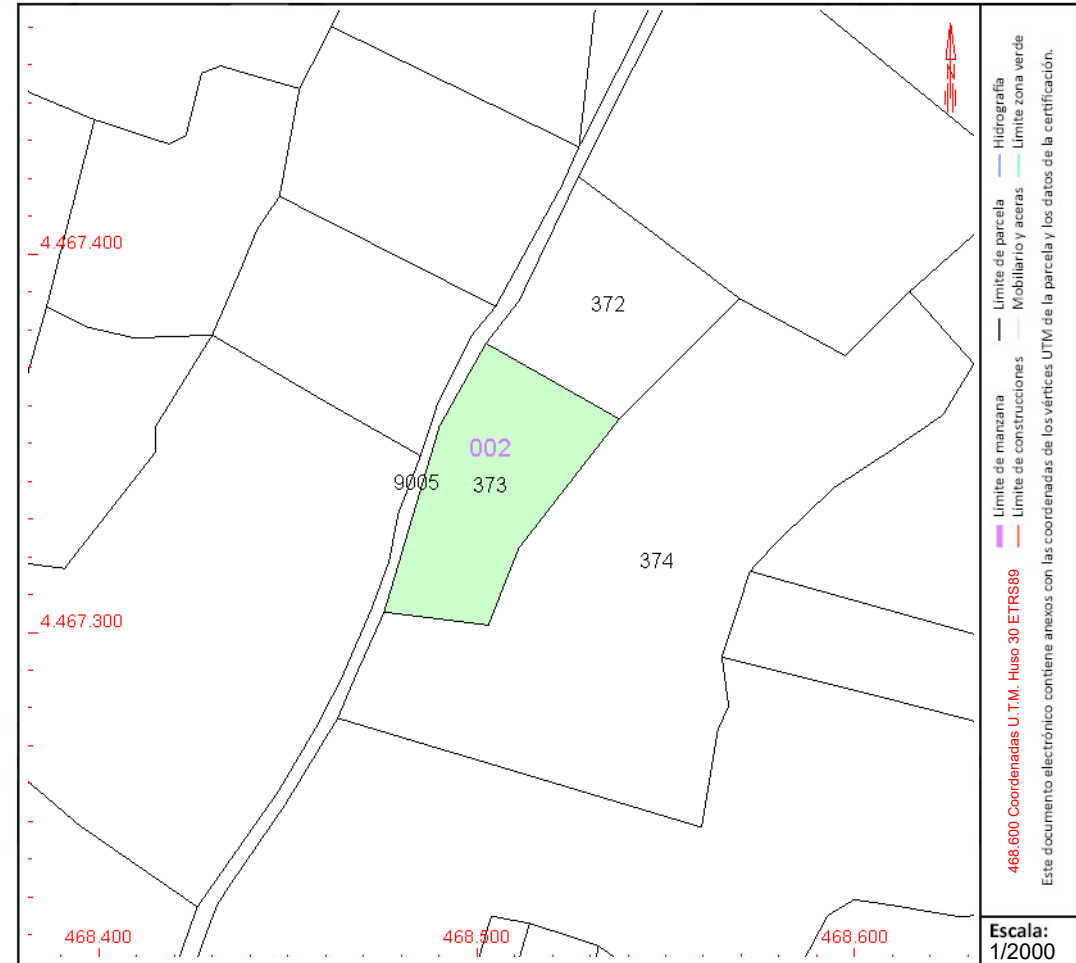 4.467.400
372
002
9005
373
374
4.467.300
468.400
468.500
468.600
N
Límite de manzana
Límite de parcela
Hidrografía
Límite de construcciones
Mobiliario y aceras
Límite zona verde
468.600 Coordenadas U.T.M. Huso 30 ETRS89
Este documento electrónico contiene anexos con las coordenadas de los vértices UTM de la parcela y los datos de la certificación.
Escala:
1/2000